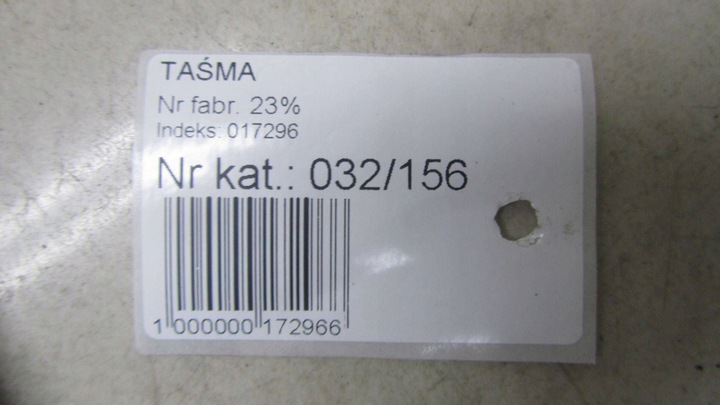 TAŚMA
Nr fabr. 23%
Indeks: 017296
Nr kat.: 032/156
1 000000 172966